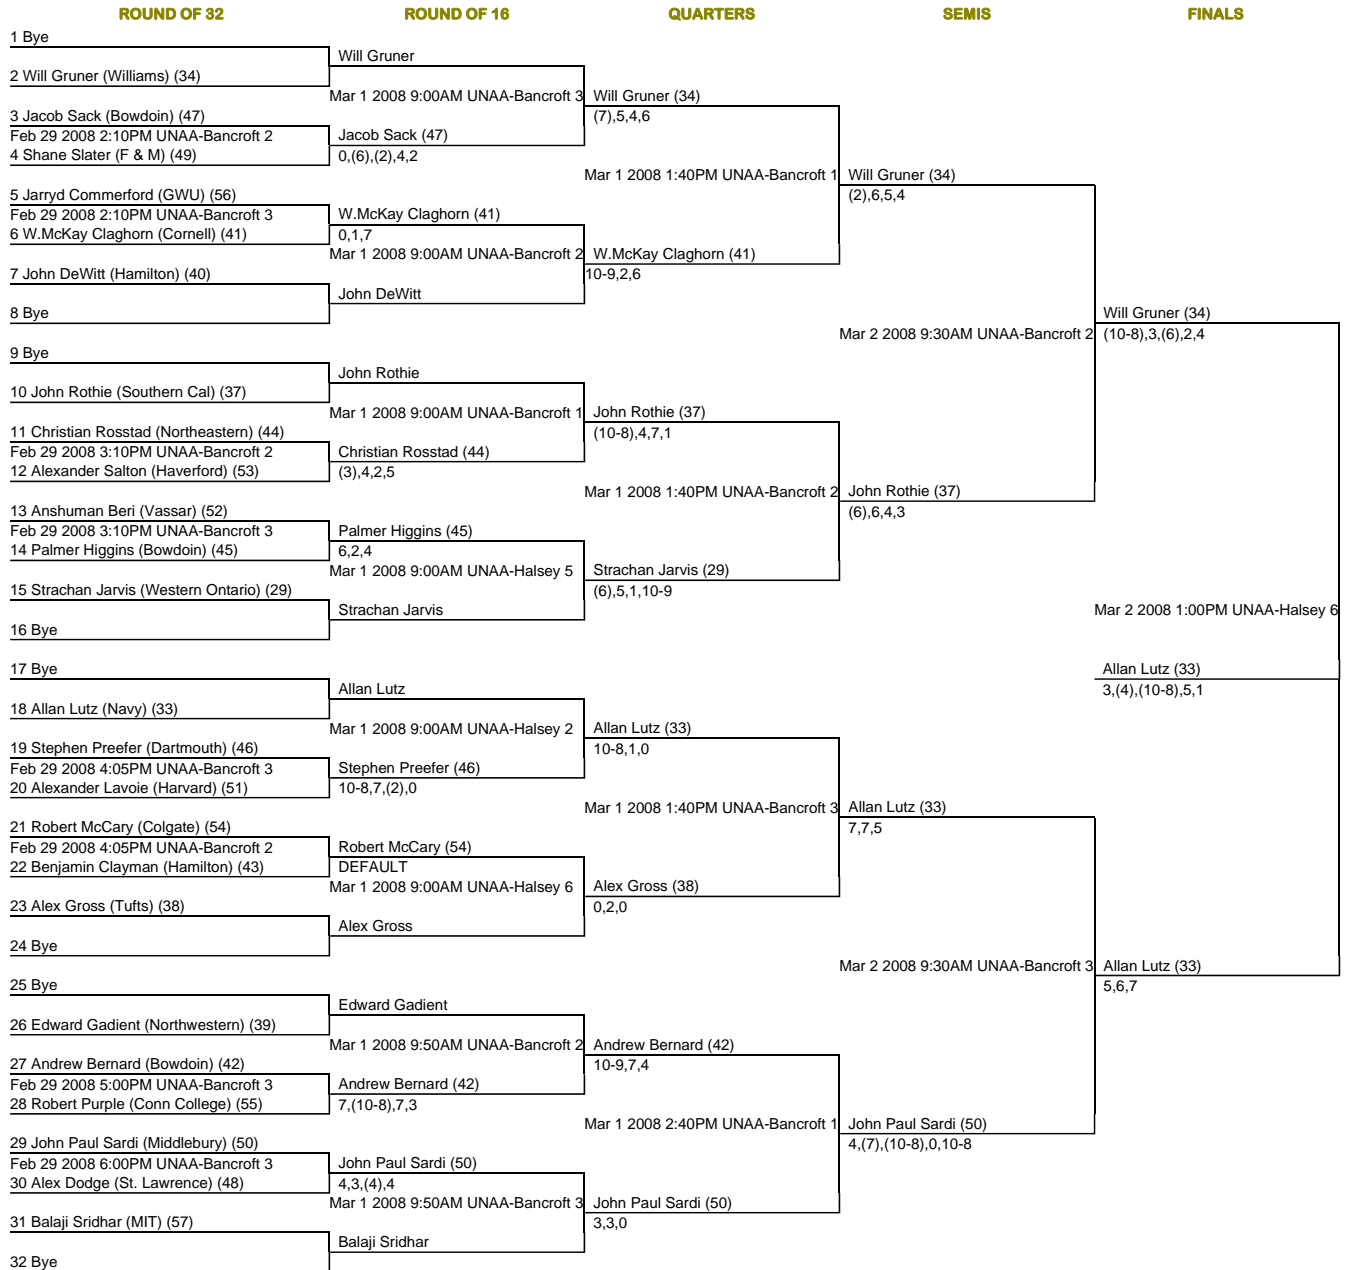 ROUND OF 32
ROUND OF 16
QUARTERS
SEMIS
FINALS
1 Bye
Will Gruner
2 Will Gruner (Williams) (34)
Mar 1 2008 9:00AM UNAA-Bancroft 3
Will Gruner (34)
(7),5,4,6
3 Jacob Sack (Bowdoin) (47)
Feb 29 2008 2:10PM UNAA-Bancroft 2
Jacob Sack (47)
4 Shane Slater (F & M) (49)
0,(6),(2),4,2
Mar 1 2008 1:40PM UNAA-Bancroft 1
Will Gruner (34)
(2),6,5,4
5 Jarryd Commerford (GWU) (56)
Feb 29 2008 2:10PM UNAA-Bancroft 3
W.McKay Claghorn (41)
6 W.McKay Claghorn (Cornell) (41)
0,1,7
Mar 1 2008 9:00AM UNAA-Bancroft 2
W.McKay Claghorn (41)
10-9,2,6
7 John DeWitt (Hamilton) (40)
John DeWitt
8 Bye
Will Gruner (34)
Mar 2 2008 9:30AM UNAA-Bancroft 2
(10-8),3,(6),2,4
9 Bye
John Rothie
10 John Rothie (Southern Cal) (37)
Mar 1 2008 9:00AM UNAA-Bancroft 1
John Rothie (37)
(10-8),4,7,1
11 Christian Rosstad (Northeastern) (44)
Feb 29 2008 3:10PM UNAA-Bancroft 2
Christian Rosstad (44)
12 Alexander Salton (Haverford) (53)
(3),4,2,5
Mar 1 2008 1:40PM UNAA-Bancroft 2
John Rothie (37)
(6),6,4,3
13 Anshuman Beri (Vassar) (52)
Feb 29 2008 3:10PM UNAA-Bancroft 3
Palmer Higgins (45)
14 Palmer Higgins (Bowdoin) (45)
6,2,4
Mar 1 2008 9:00AM UNAA-Halsey 5
Strachan Jarvis (29)
(6),5,1,10-9
15 Strachan Jarvis (Western Ontario) (29)
Strachan Jarvis
16 Bye
Mar 2 2008 1:00PM UNAA-Halsey 6
Allan Lutz (33)
3,(4),(10-8),5,1
17 Bye
Allan Lutz
18 Allan Lutz (Navy) (33)
Mar 1 2008 9:00AM UNAA-Halsey 2
Allan Lutz (33)
10-8,1,0
19 Stephen Preefer (Dartmouth) (46)
Feb 29 2008 4:05PM UNAA-Bancroft 3
Stephen Preefer (46)
20 Alexander Lavoie (Harvard) (51)
10-8,7,(2),0
Mar 1 2008 1:40PM UNAA-Bancroft 3
Allan Lutz (33)
7,7,5
21 Robert McCary (Colgate) (54)
Feb 29 2008 4:05PM UNAA-Bancroft 2
Robert McCary (54)
22 Benjamin Clayman (Hamilton) (43)
DEFAULT
Mar 1 2008 9:00AM UNAA-Halsey 6
Alex Gross (38)
0,2,0
23 Alex Gross (Tufts) (38)
Alex Gross
24 Bye
Mar 2 2008 9:30AM UNAA-Bancroft 3
Allan Lutz (33)
5,6,7
25 Bye
Edward Gadient
26 Edward Gadient (Northwestern) (39)
Mar 1 2008 9:50AM UNAA-Bancroft 2
Andrew Bernard (42)
10-9,7,4
27 Andrew Bernard (Bowdoin) (42)
Feb 29 2008 5:00PM UNAA-Bancroft 3
Andrew Bernard (42)
28 Robert Purple (Conn College) (55)
7,(10-8),7,3
Mar 1 2008 2:40PM UNAA-Bancroft 1
John Paul Sardi (50)
4,(7),(10-8),0,10-8
29 John Paul Sardi (Middlebury) (50)
Feb 29 2008 6:00PM UNAA-Bancroft 3
John Paul Sardi (50)
30 Alex Dodge (St. Lawrence) (48)
4,3,(4),4
Mar 1 2008 9:50AM UNAA-Bancroft 3
John Paul Sardi (50)
3,3,0
31 Balaji Sridhar (MIT) (57)
Balaji Sridhar
32 Bye